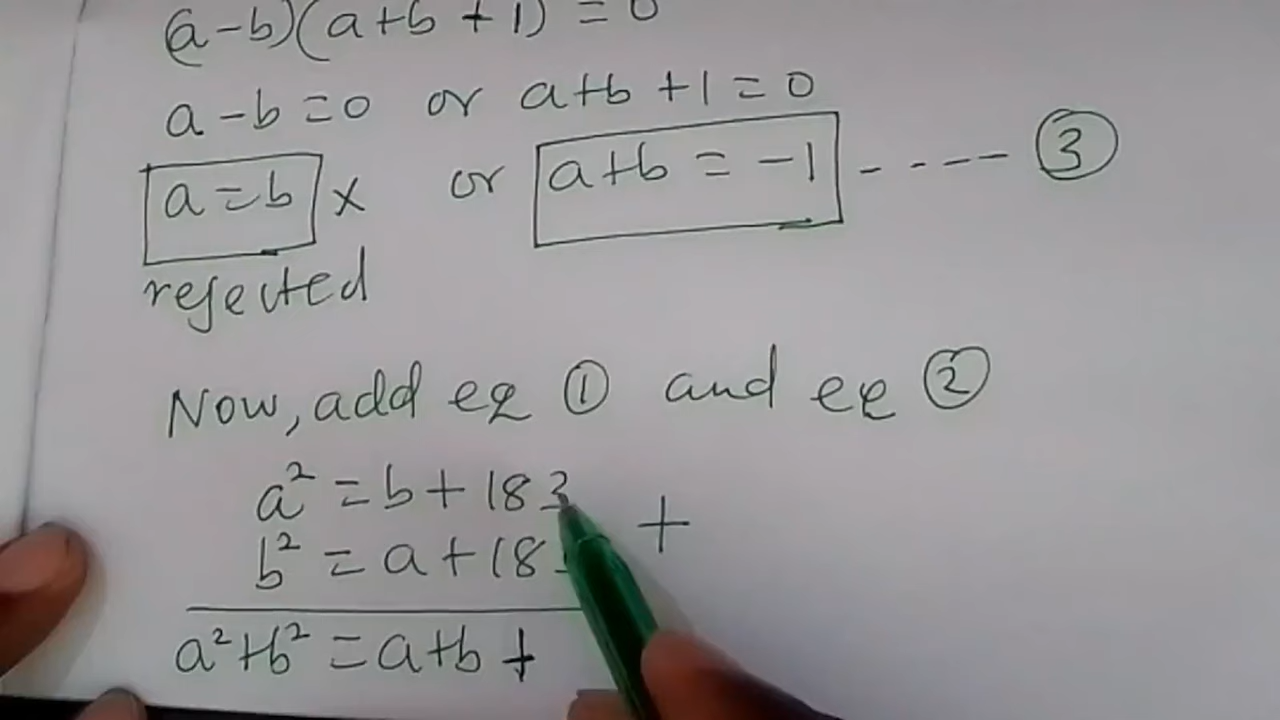 (a-b)(a+b+1)=0
a-b=0 or a+b+1=0
a=b x or a+b=-1 ---- ③
rejected
Now, add eq ① and eq ②
a²=b+183
b²=a+18
+
a²+b²=a+b+